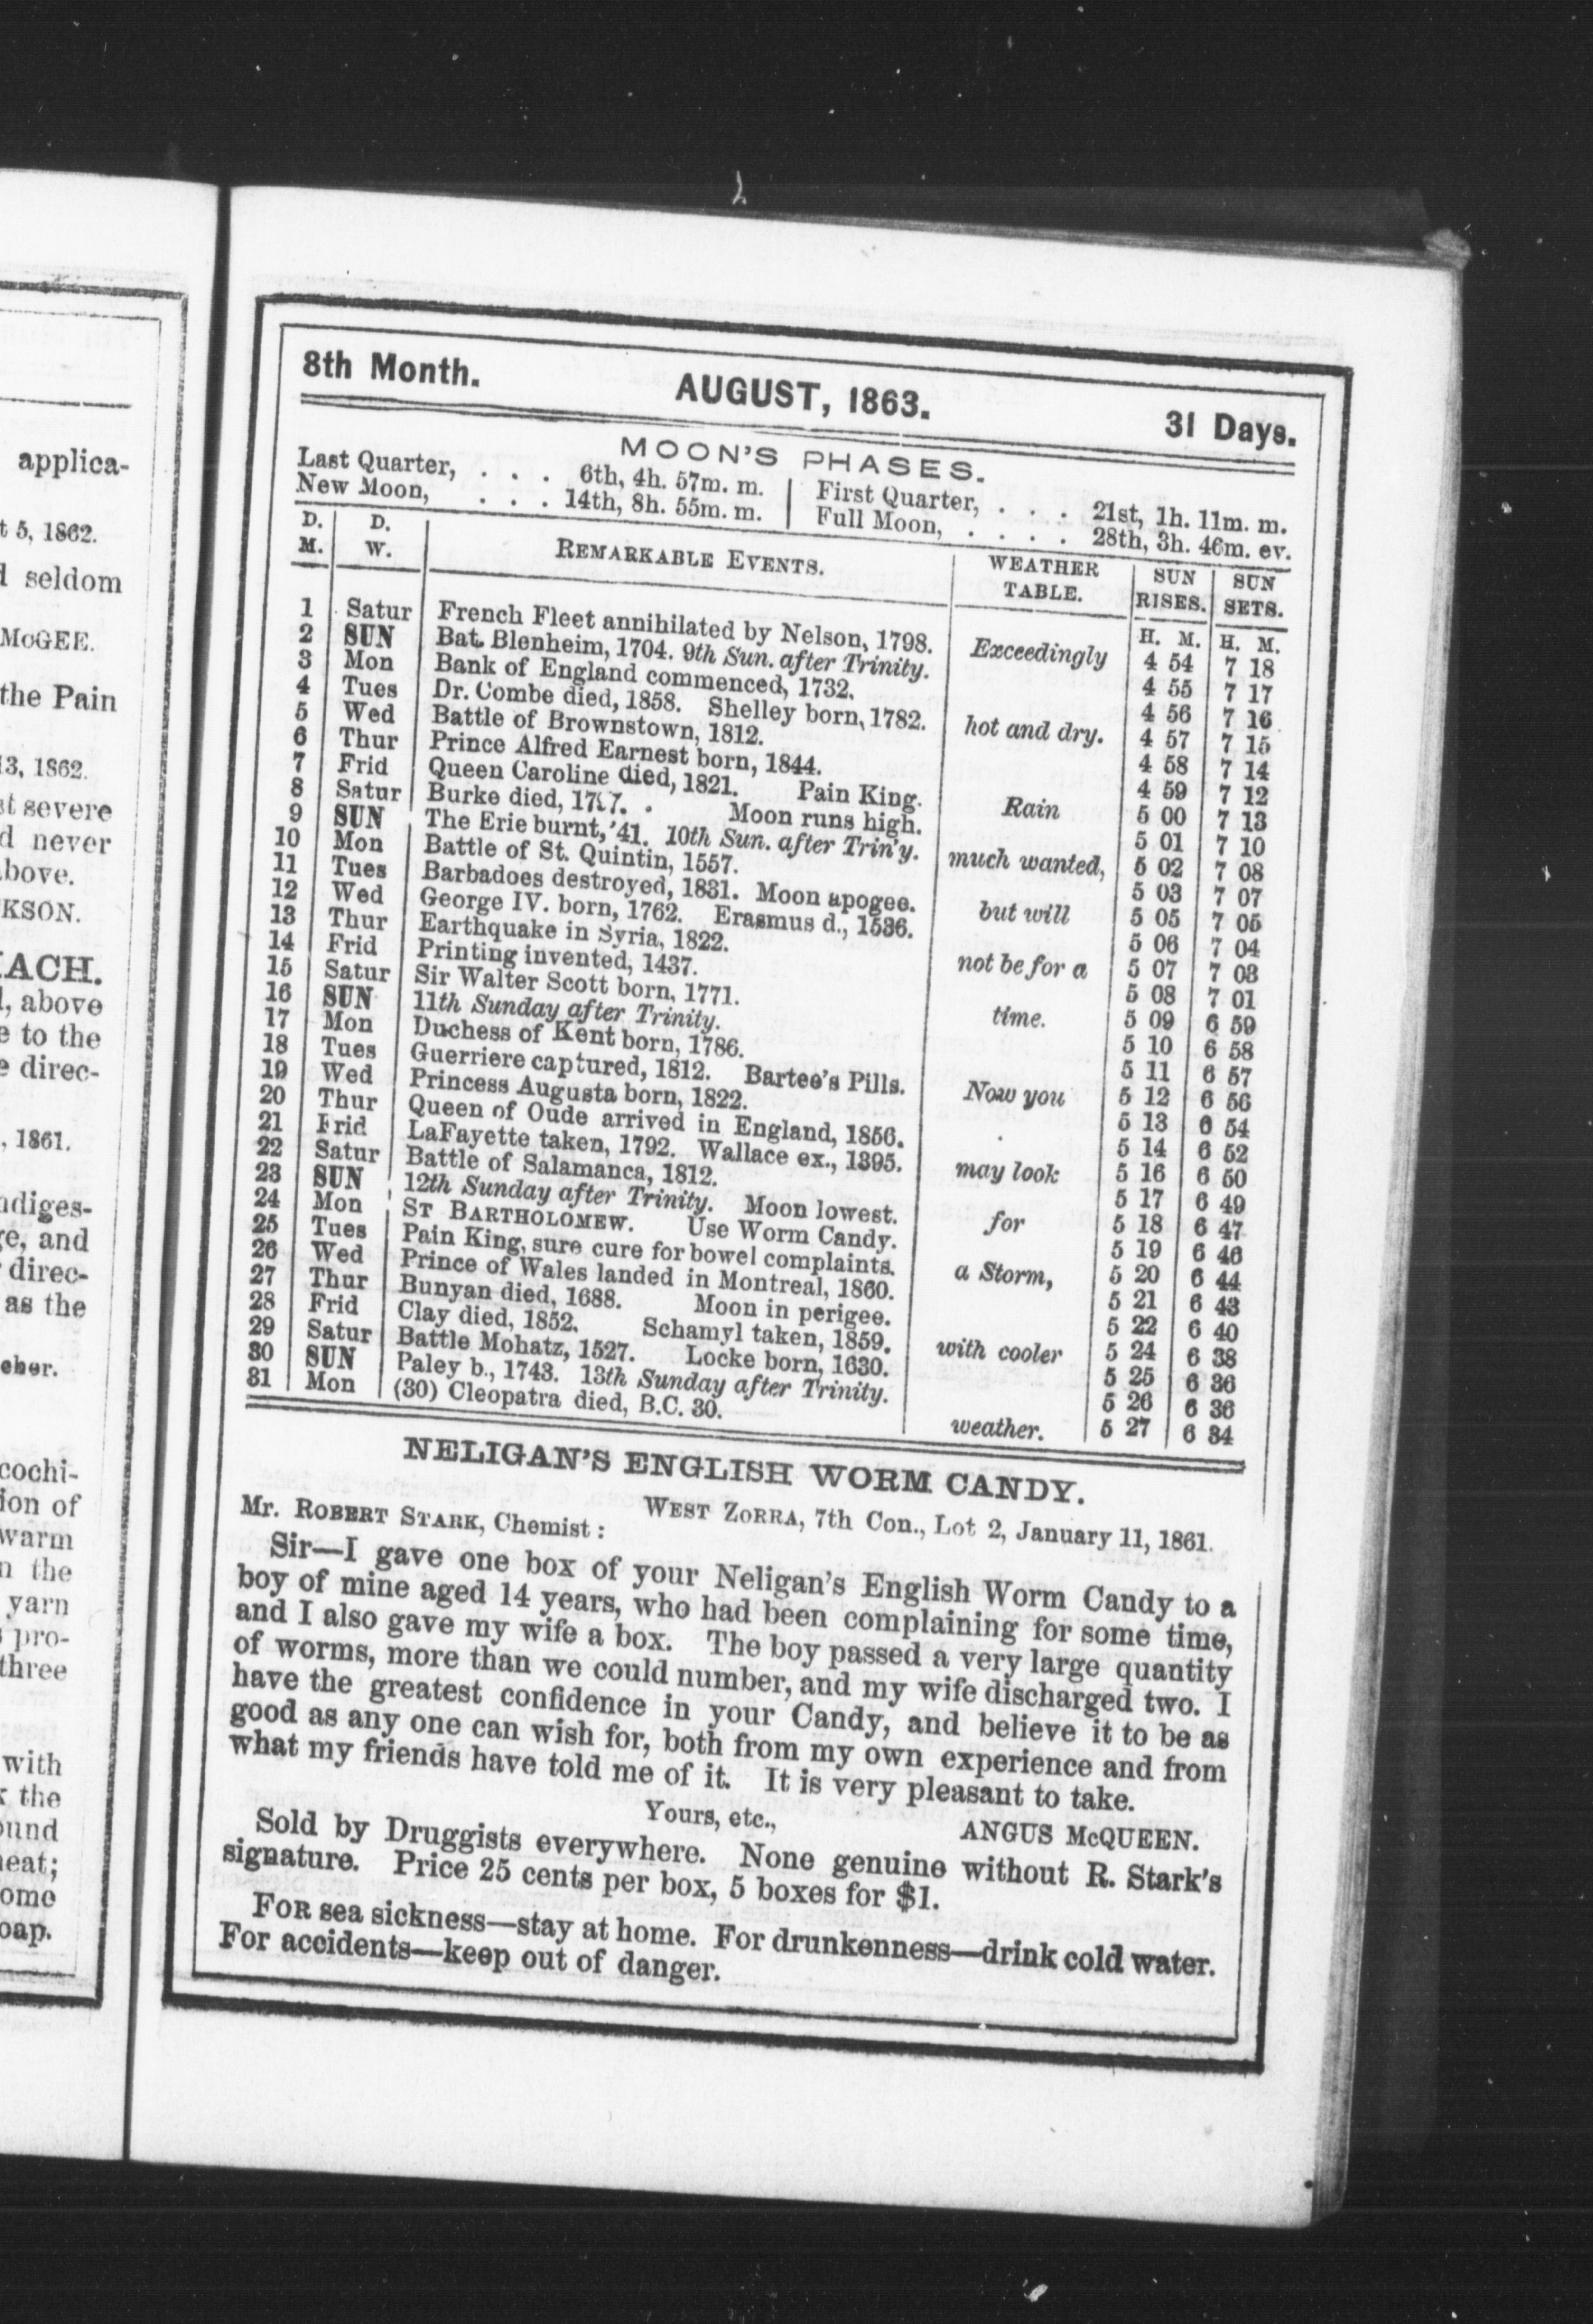 applica-
t 5, 1862.
seldom
McGEE.
the Pain
13, 1862.
st severe
d never
above.
KSON.
ACH.
above
e to the
e direc-
, 1861.
ndiges-
ge, and
direc-
as the
cochi-
ion of
warm
n the
yarn
pro-
three
with
the
ound
eat;
ome
oap.
8th Month. AUGUST, 1863. 31 Days.
MOON'S PHASES.
Last Quarter, . . . 6th, 4h. 57m. m. | First Quarter, . . . 21st, 1h. 11m. m.
New Moon, . . . 14th, 8h. 55m. m. | Full Moon, . . . . 28th, 3h. 46m. ev.
D. M. D. W. REMARKABLE EVENTS. WEATHER TABLE. SUN RISES. SUN SETS.
H. M. H. M.
1 Satur French Fleet annihilated by Nelson, 1798. Exceedingly 4 54 7 18
2 SUN Bat. Blenheim, 1704. 9th Sun. after Trinity. 4 55 7 17
3 Mon Bank of England commenced, 1732. 4 56 7 16
4 Tues Dr. Combe died, 1858. Shelley born, 1782. hot and dry. 4 57 7 15
5 Wed Battle of Brownstown, 1812. 4 58 7 14
6 Thur Prince Alfred Earnest born, 1844. 4 59 7 12
7 Frid Queen Caroline died, 1821. Pain King. Rain 5 00 7 13
8 Satur Burke died, Moon runs high. 5 01 7 10
9 SUN The Erie burnt, '41. 10th Sun. after Trin'y. much wanted, 5 02 7 08
10 Mon Battle of St. Quintin, 1557. 5 03 7 07
11 Tues Barbadoes destroyed, 1831. Moon apogee. but will 5 05 7 05
12 Wed George IV. born, 1762. Erasmus d., 1536. 5 06 7 04
13 Thur Earthquake in Syria, 1822. not be for a 5 07 7 03
14 Frid Printing invented, 1437. 5 08 7 01
15 Satur Sir Walter Scott born, 1771. time. 5 09 6 59
16 SUN 11th Sunday after Trinity. 5 10 6 58
17 Mon Duchess of Kent born, 1786. 5 11 6 57
18 Tues Guerriere captured, 1812. Bartee's Pills. Now you 5 12 6 56
19 Wed Princess Augusta born, 1822. 5 13 6 54
20 Thur Queen of Oude arrived in England, 1856. 5 14 6 52
21 Frid LaFayette taken, 1792. Wallace ex., 1395. may look 5 16 6 50
22 Satur Battle of Salamanca, 1812. 5 17 6 49
23 SUN 12th Sunday after Trinity. Moon lowest. for 5 18 6 47
24 Mon ST BARTHOLOMEW. Use Worm Candy. 5 19 6 46
25 Tues Pain King, sure cure for bowel complaints. a Storm, 5 20 6 44
26 Wed Prince of Wales landed in Montreal, 1860. 5 21 6 43
27 Thur Bunyan died, 1688. Moon in perigee. 5 22 6 40
28 Frid Clay died, 1852. Schamyl taken, 1859. with cooler 5 24 6 38
29 Satur Battle Mohatz, 1527. Locke born, 1630. 5 25 6 36
30 SUN Paley b., 1743. 13th Sunday after Trinity. 5 26 6 36
31 Mon (30) Cleopatra died, B.C. 30. weather. 5 27 6 34
NELIGAN'S ENGLISH WORM CANDY.
WEST ZORRA, 7th Con., Lot 2, January 11, 1861.
Mr. ROBERT STARK, Chemist:
Sir—I gave one box of your Neligan's English Worm Candy to a
boy of mine aged 14 years, who had been complaining for some time,
and I also gave my wife a box. The boy passed a very large quantity
of worms, more than we could number, and my wife discharged two. I
have the greatest confidence in your Candy, and believe it to be as
good as any one can wish for, both from my own experience and from
what my friends have told me of it. It is very pleasant to take.
Yours, etc., ANGUS McQUEEN.
Sold by Druggists everywhere. None genuine without R. Stark's
signature. Price 25 cents per box, 5 boxes for $1.
FOR sea sickness—stay at home. For drunkenness—drink cold water.
For accidents—keep out of danger.